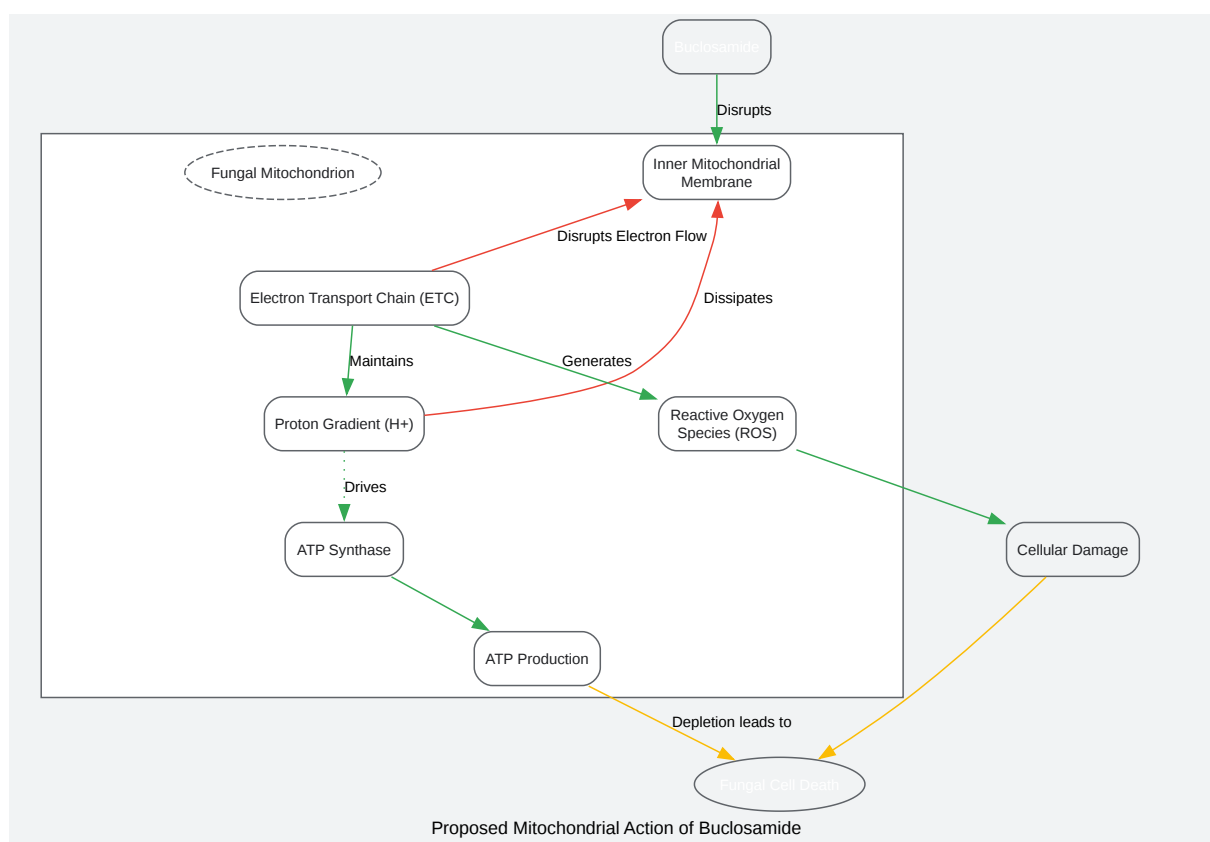 Buclosamide
Disrupts
Fungal Mitochondrion
Inner Mitochondrial
Membrane
Disrupts Electron Flow
Electron Transport Chain (ETC)
Dissipates
Maintains
Generates
Proton Gradient (H+)
Reactive Oxygen
Species (ROS)
Drives
ATP Synthase
Cellular Damage
ATP Production
Depletion leads to
Fungal Cell Death
Proposed Mitochondrial Action of Buclosamide